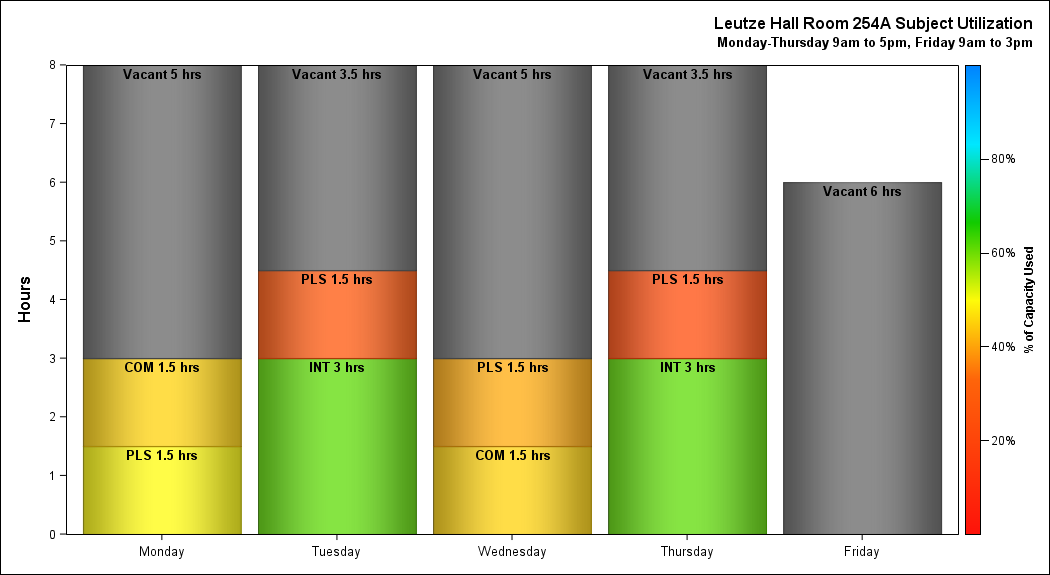 Leutze Hall Room 254A Subject Utilization
Monday-Thursday 9am to 5pm, Friday 9am to 3pm
Hours
8
7
6
5
4
3
2
1
0
Vacant 5 hrs
COM 1.5 hrs
PLS 1.5 hrs
Vacant 3.5 hrs
PLS 1.5 hrs
INT 3 hrs
Vacant 5 hrs
PLS 1.5 hrs
COM 1.5 hrs
Vacant 3.5 hrs
PLS 1.5 hrs
INT 3 hrs
Vacant 6 hrs
Monday
Tuesday
Wednesday
Thursday
Friday
80%
60%
40%
20%
% of Capacity Used